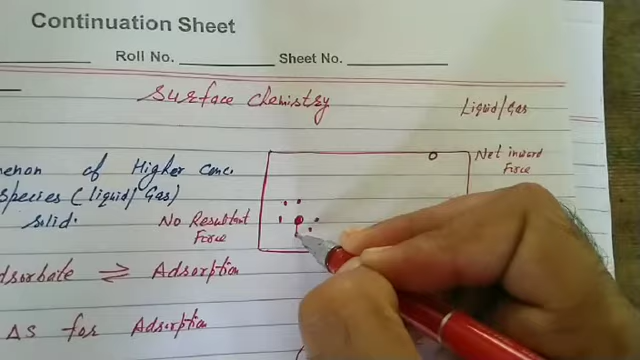 Continuation Sheet
Roll No. Sheet No.
Surface Chemistry
Liquid/Gas
Net inward
Force
of Higher conc.
species (liquid/Gas)
solid.
No Resultant
Force
Adsorption
ΔS for Adsorption